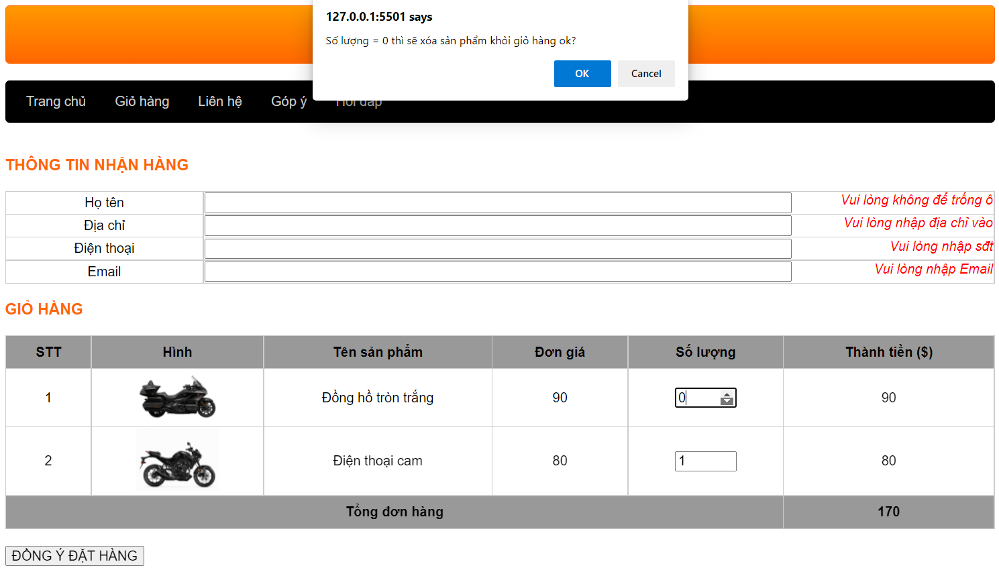 127.0.0.1:5501 says
Số lượng = 0 thì sẽ xóa sản phẩm khỏi giỏ hàng ok?
OK Cancel
Trang chủ Giỏ hàng Liên hệ Góp ý Hỏi đáp
THÔNG TIN NHẬN HÀNG
Họ tên Vui lòng không để trống ô
Địa chỉ Vui lòng nhập địa chỉ vào
Điện thoại Vui lòng nhập sđt
Email Vui lòng nhập Email
GIỎ HÀNG
STT Hình Tên sản phẩm Đơn giá Số lượng Thành tiền ($)
1 Đồng hồ tròn trắng 90 0 90
2 Điện thoại cam 80 1 80
Tổng đơn hàng 170
ĐỒNG Ý ĐẶT HÀNG